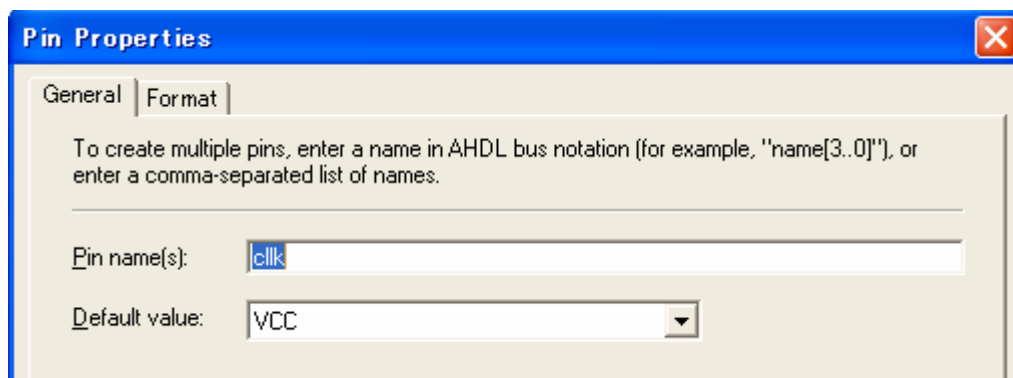 Pin Properties
General
Format
To create multiple pins, enter a name in AHDL bus notation (for example, "name[3..0]"), or
enter a comma-separated list of names.
Pin name(s):
cllk
Default value:
VCC